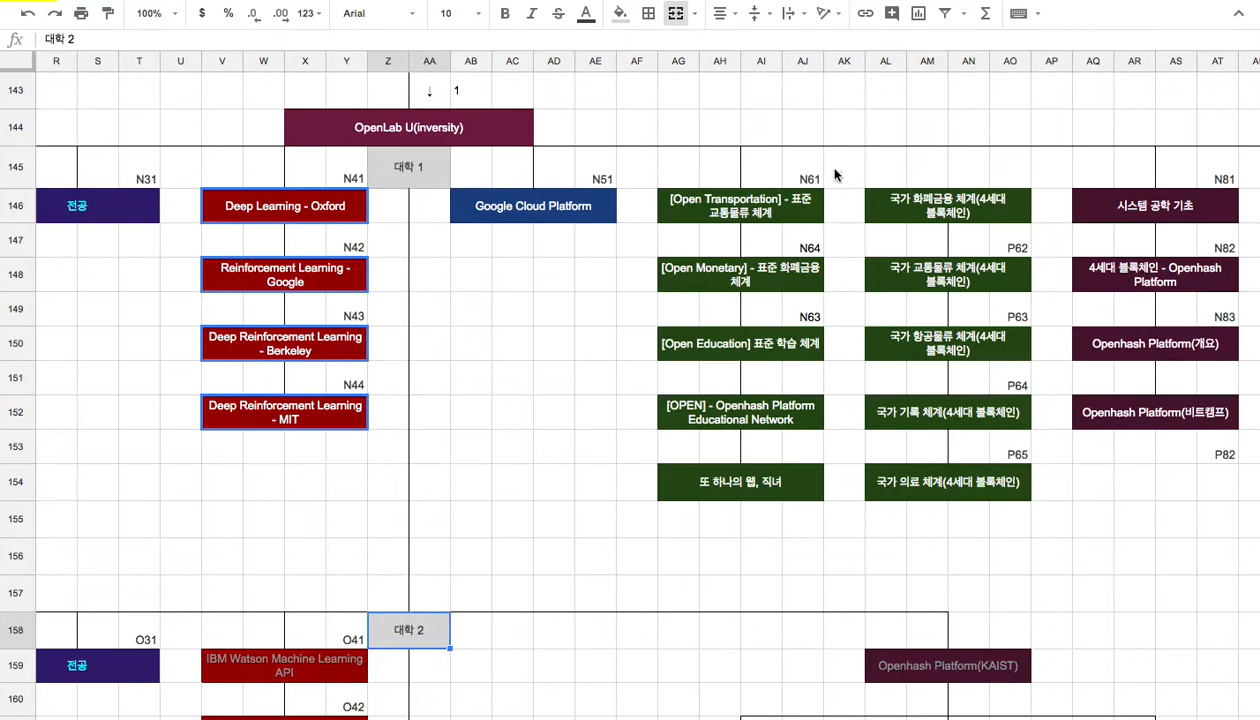 100% $ % .0 .00 123 Arial 10 B I S A
fx 대학 2
R S T U V W X Y Z AA AB AC AD AE AF AG AH AI AJ AK AL AM AN AO AP AQ AR AS AT
143 ↓ 1
144 OpenLab U(inversity)
145 N31 N41 대학 1 N51 N61 N81
146 전공 Deep Learning - Oxford Google Cloud Platform
[Open Transportation] - 표준
교통물류 체계
국가 화폐금융 체계(4세대
블록체인)
시스템 공학 기초
147 N42 N64 P62 N82
148 Reinforcement Learning -
Google
[Open Monetary] - 표준 화폐금융
체계
국가 교통물류 체계(4세대
블록체인)
4세대 블록체인 - Openhash
Platform
149 N43 N63 P63 N83
150 Deep Reinforcement Learning
- Berkeley
[Open Education] 표준 학습 체계
국가 항공물류 체계(4세대
블록체인)
Openhash Platform(개요)
151 N44 P64
152 Deep Reinforcement Learning
- MIT
[OPEN] - Openhash Platform
Educational Network
국가 기록 체계(4세대 블록체인)
Openhash Platform(비트캠프)
153 P65 P82
154 또 하나의 웹, 직녀 국가 의료 체계(4세대 블록체인)
155
156
157
158 O31 O41 대학 2
159 전공 IBM Watson Machine Learning
API
Openhash Platform(KAIST)
160 O42